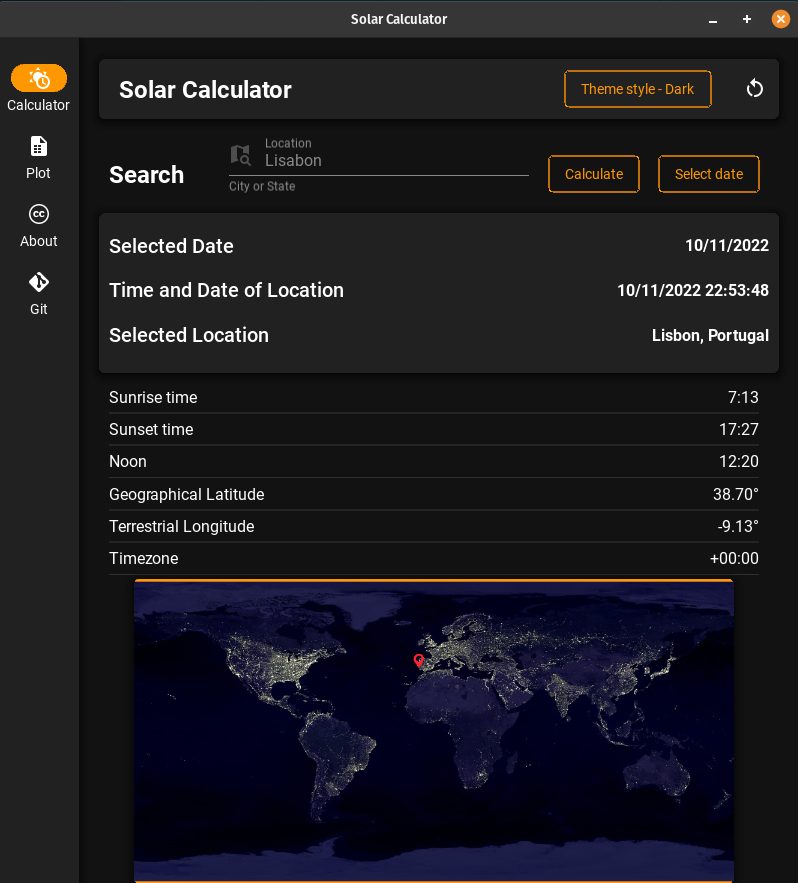 Solar Calculator
Calculator
Plot
About
Git
Solar Calculator
Theme style - Dark
Search
Location
Lisabon
City or State
Calculate
Select date
Selected Date 10/11/2022
Time and Date of Location 10/11/2022 22:53:48
Selected Location Lisbon, Portugal
Sunrise time 7:13
Sunset time 17:27
Noon 12:20
Geographical Latitude 38.70°
Terrestrial Longitude -9.13°
Timezone +00:00